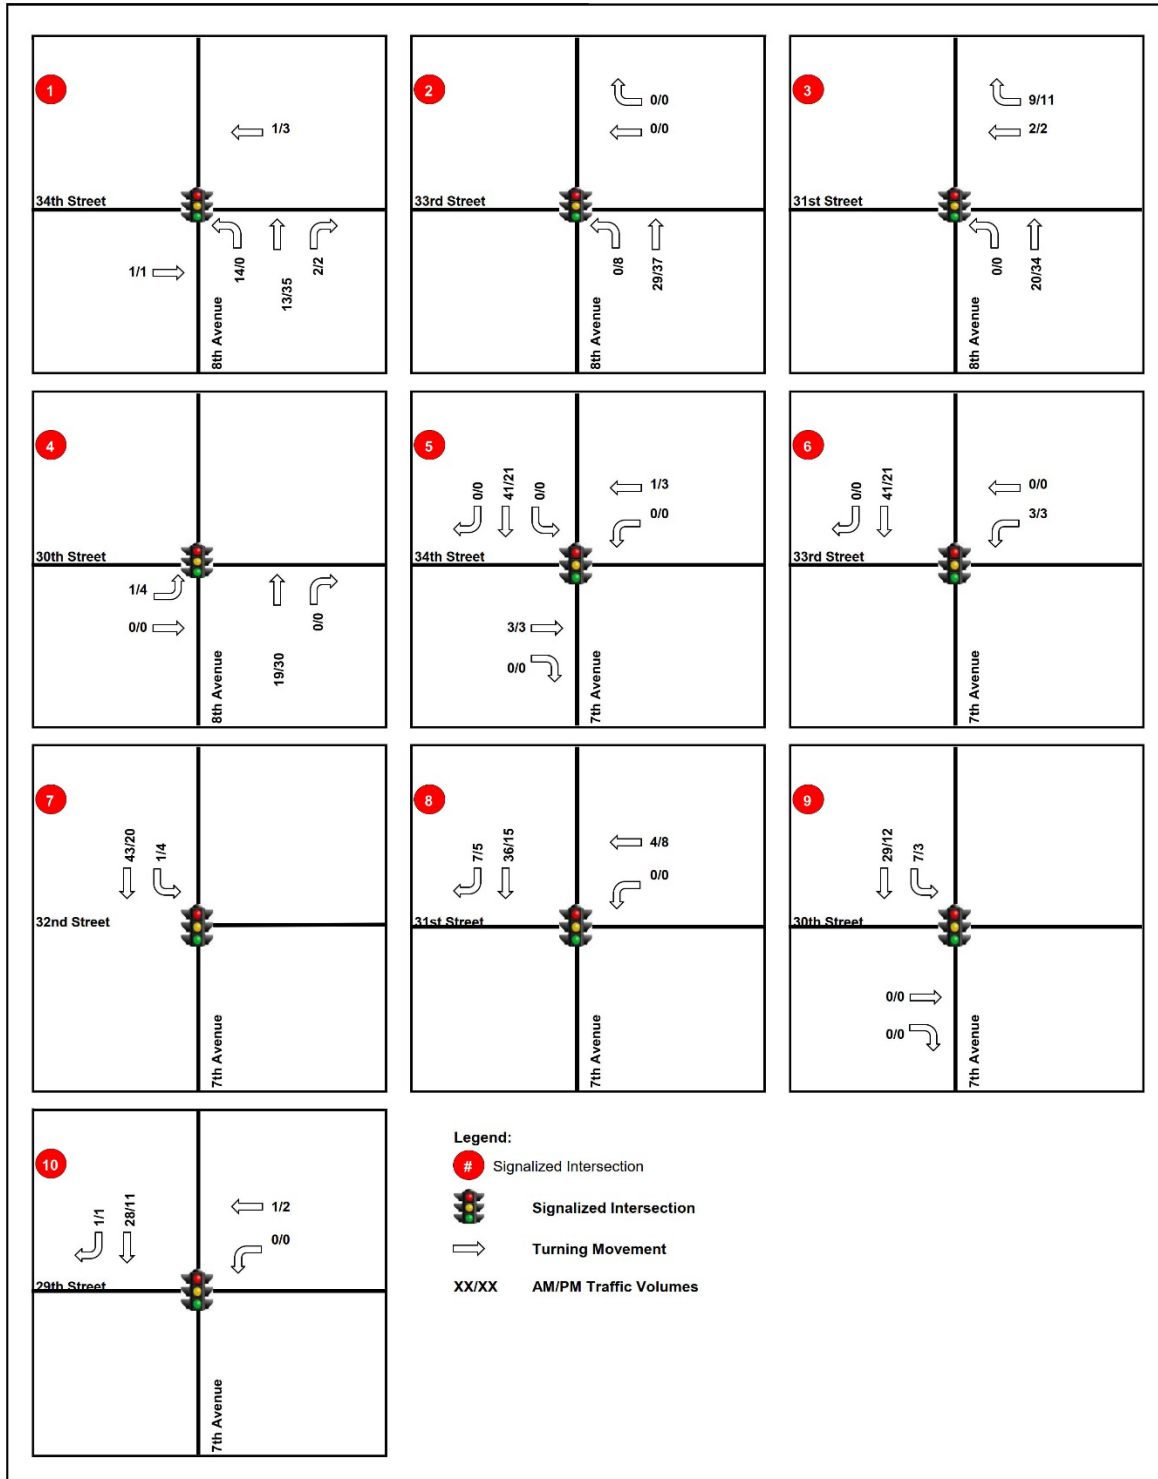 1
1/3
34th Street
1/1
14/0
13/35
2/2
8th Avenue
2
0/0
0/0
33rd Street
0/8
29/37
8th Avenue
3
9/11
2/2
31st Street
0/0
20/34
8th Avenue
4
30th Street
1/4
0/0
19/30
0/0
8th Avenue
5
0/0
41/21
0/0
1/3
0/0
34th Street
3/3
0/0
7th Avenue
6
0/0
41/21
0/0
3/3
33rd Street
7th Avenue
7
43/20
1/4
32nd Street
7th Avenue
8
7/5
36/15
4/8
0/0
31st Street
7th Avenue
9
29/12
7/3
30th Street
0/0
0/0
7th Avenue
10
1/1
28/11
1/2
0/0
29th Street
7th Avenue
Legend:
# Signalized Intersection
Signalized Intersection
Turning Movement
XX/XX AM/PM Traffic Volumes